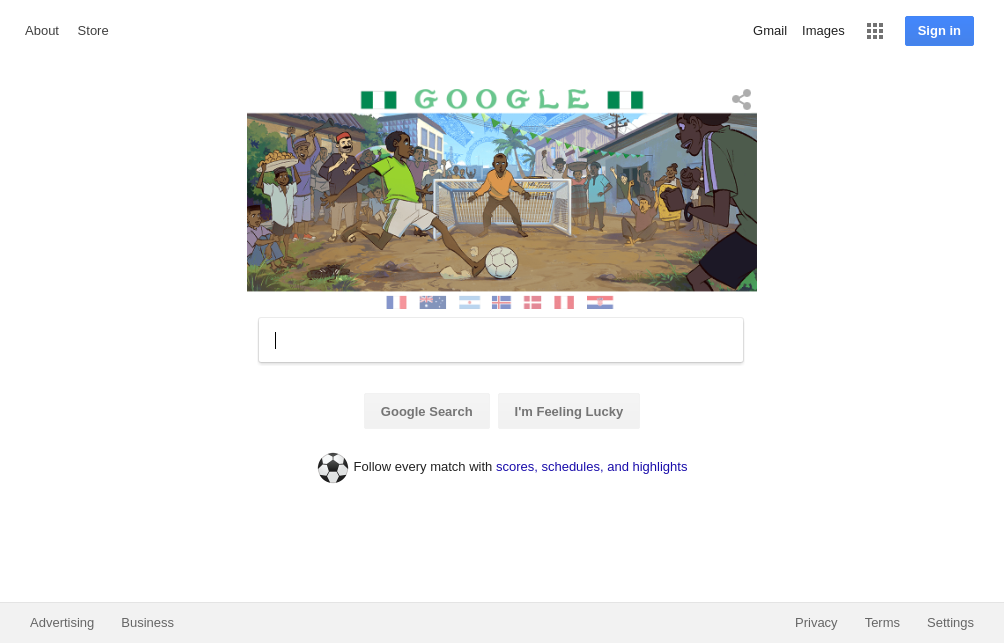 About Store Gmail Images Sign in
GOOGLE
Google Search I'm Feeling Lucky
Follow every match with scores, schedules, and highlights
Advertising Business Privacy Terms Settings